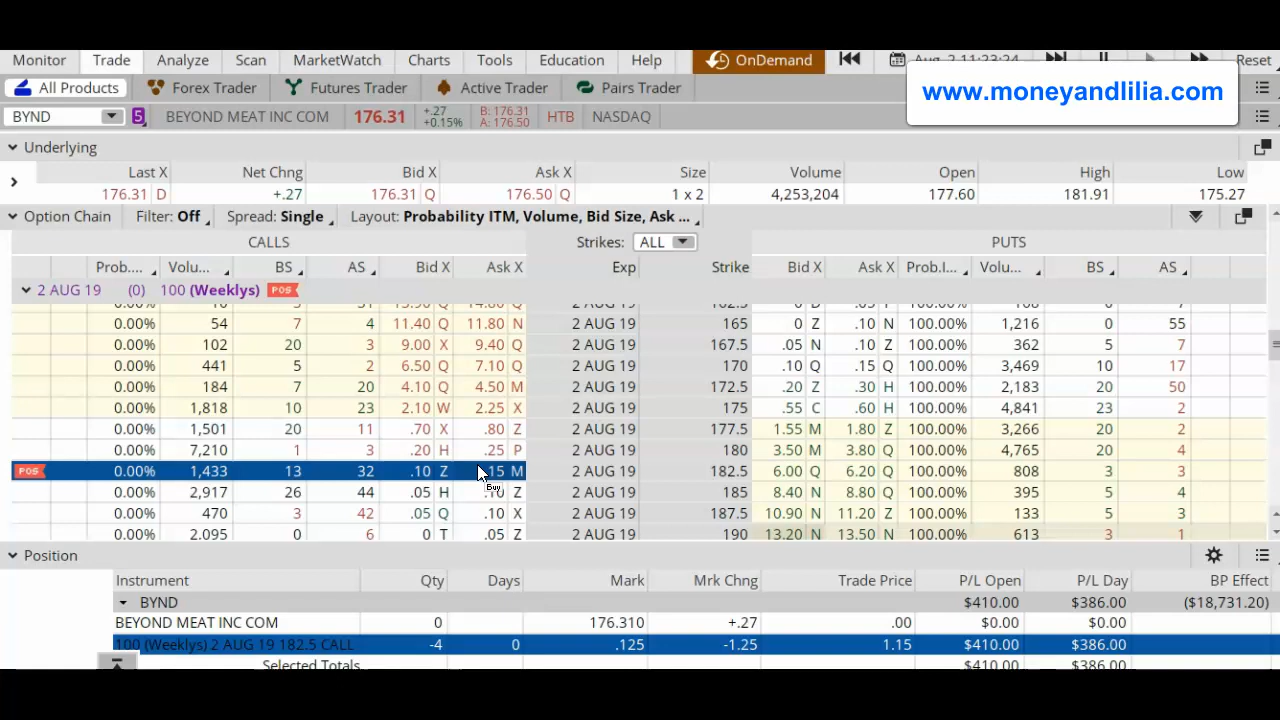 Monitor Trade Analyze Scan MarketWatch Charts Tools Education Help OnDemand Aug 2 11:23:24 Reset
All Products Forex Trader Futures Trader Active Trader Pairs Trader
www.moneyandlilia.com
BYND 5 BEYOND MEAT INC COM 176.31 +.27 +0.15% B: 176.31 A: 176.50 HTB NASDAQ
Underlying
Last X Net Chng Bid X Ask X Size Volume Open High Low
176.31 D +.27 176.31 Q 176.50 Q 1 x 2 4,253,204 177.60 181.91 175.27
Option Chain Filter: Off Spread: Single Layout: Probability ITM, Volume, Bid Size, Ask ...
CALLS Strikes: ALL PUTS
Prob.... Volu... BS AS Bid X Ask X Exp Strike Bid X Ask X Prob.I... Volu... BS AS
2 AUG 19 (0) 100 (Weeklys) POS
0.00% 54 7 4 11.40 Q 11.80 N 2 AUG 19 165 0 Z .10 N 100.00% 1,216 0 55
0.00% 102 20 3 9.00 X 9.40 Q 2 AUG 19 167.5 .05 N .10 Z 100.00% 362 5 7
0.00% 441 5 2 6.50 Q 7.10 Q 2 AUG 19 170 .10 Q .15 Q 100.00% 3,469 10 17
0.00% 184 7 20 4.10 Q 4.50 M 2 AUG 19 172.5 .20 Z .30 H 100.00% 2,183 20 50
0.00% 1,818 10 23 2.10 W 2.25 X 2 AUG 19 175 .55 C .60 H 100.00% 4,841 23 2
0.00% 1,501 20 11 .70 X .80 Z 2 AUG 19 177.5 1.55 M 1.80 Z 100.00% 3,266 20 2
0.00% 7,210 1 3 .20 H .25 P 2 AUG 19 180 3.50 M 3.80 Q 100.00% 4,765 20 4
POS 0.00% 1,433 13 32 .10 Z .15 M 2 AUG 19 182.5 6.00 Q 6.20 Q 100.00% 808 3 3
Buy
0.00% 2,917 26 44 .05 H .10 Z 2 AUG 19 185 8.40 N 8.80 Q 100.00% 395 5 4
0.00% 470 3 42 .05 Q .10 X 2 AUG 19 187.5 10.90 N 11.20 Z 100.00% 133 5 3
0.00% 2,095 0 6 0 T .05 Z 2 AUG 19 190 13.20 N 13.50 N 100.00% 613 3 1
Position
Instrument Qty Days Mark Mrk Chng Trade Price P/L Open P/L Day BP Effect
BYND $410.00 $386.00 ($18,731.20)
BEYOND MEAT INC COM 0 176.310 +.27 .00 $0.00 $0.00
100 (Weeklys) 2 AUG 19 182.5 CALL -4 0 .125 -1.25 1.15 $410.00 $386.00
Selected Totals $410.00 $386.00